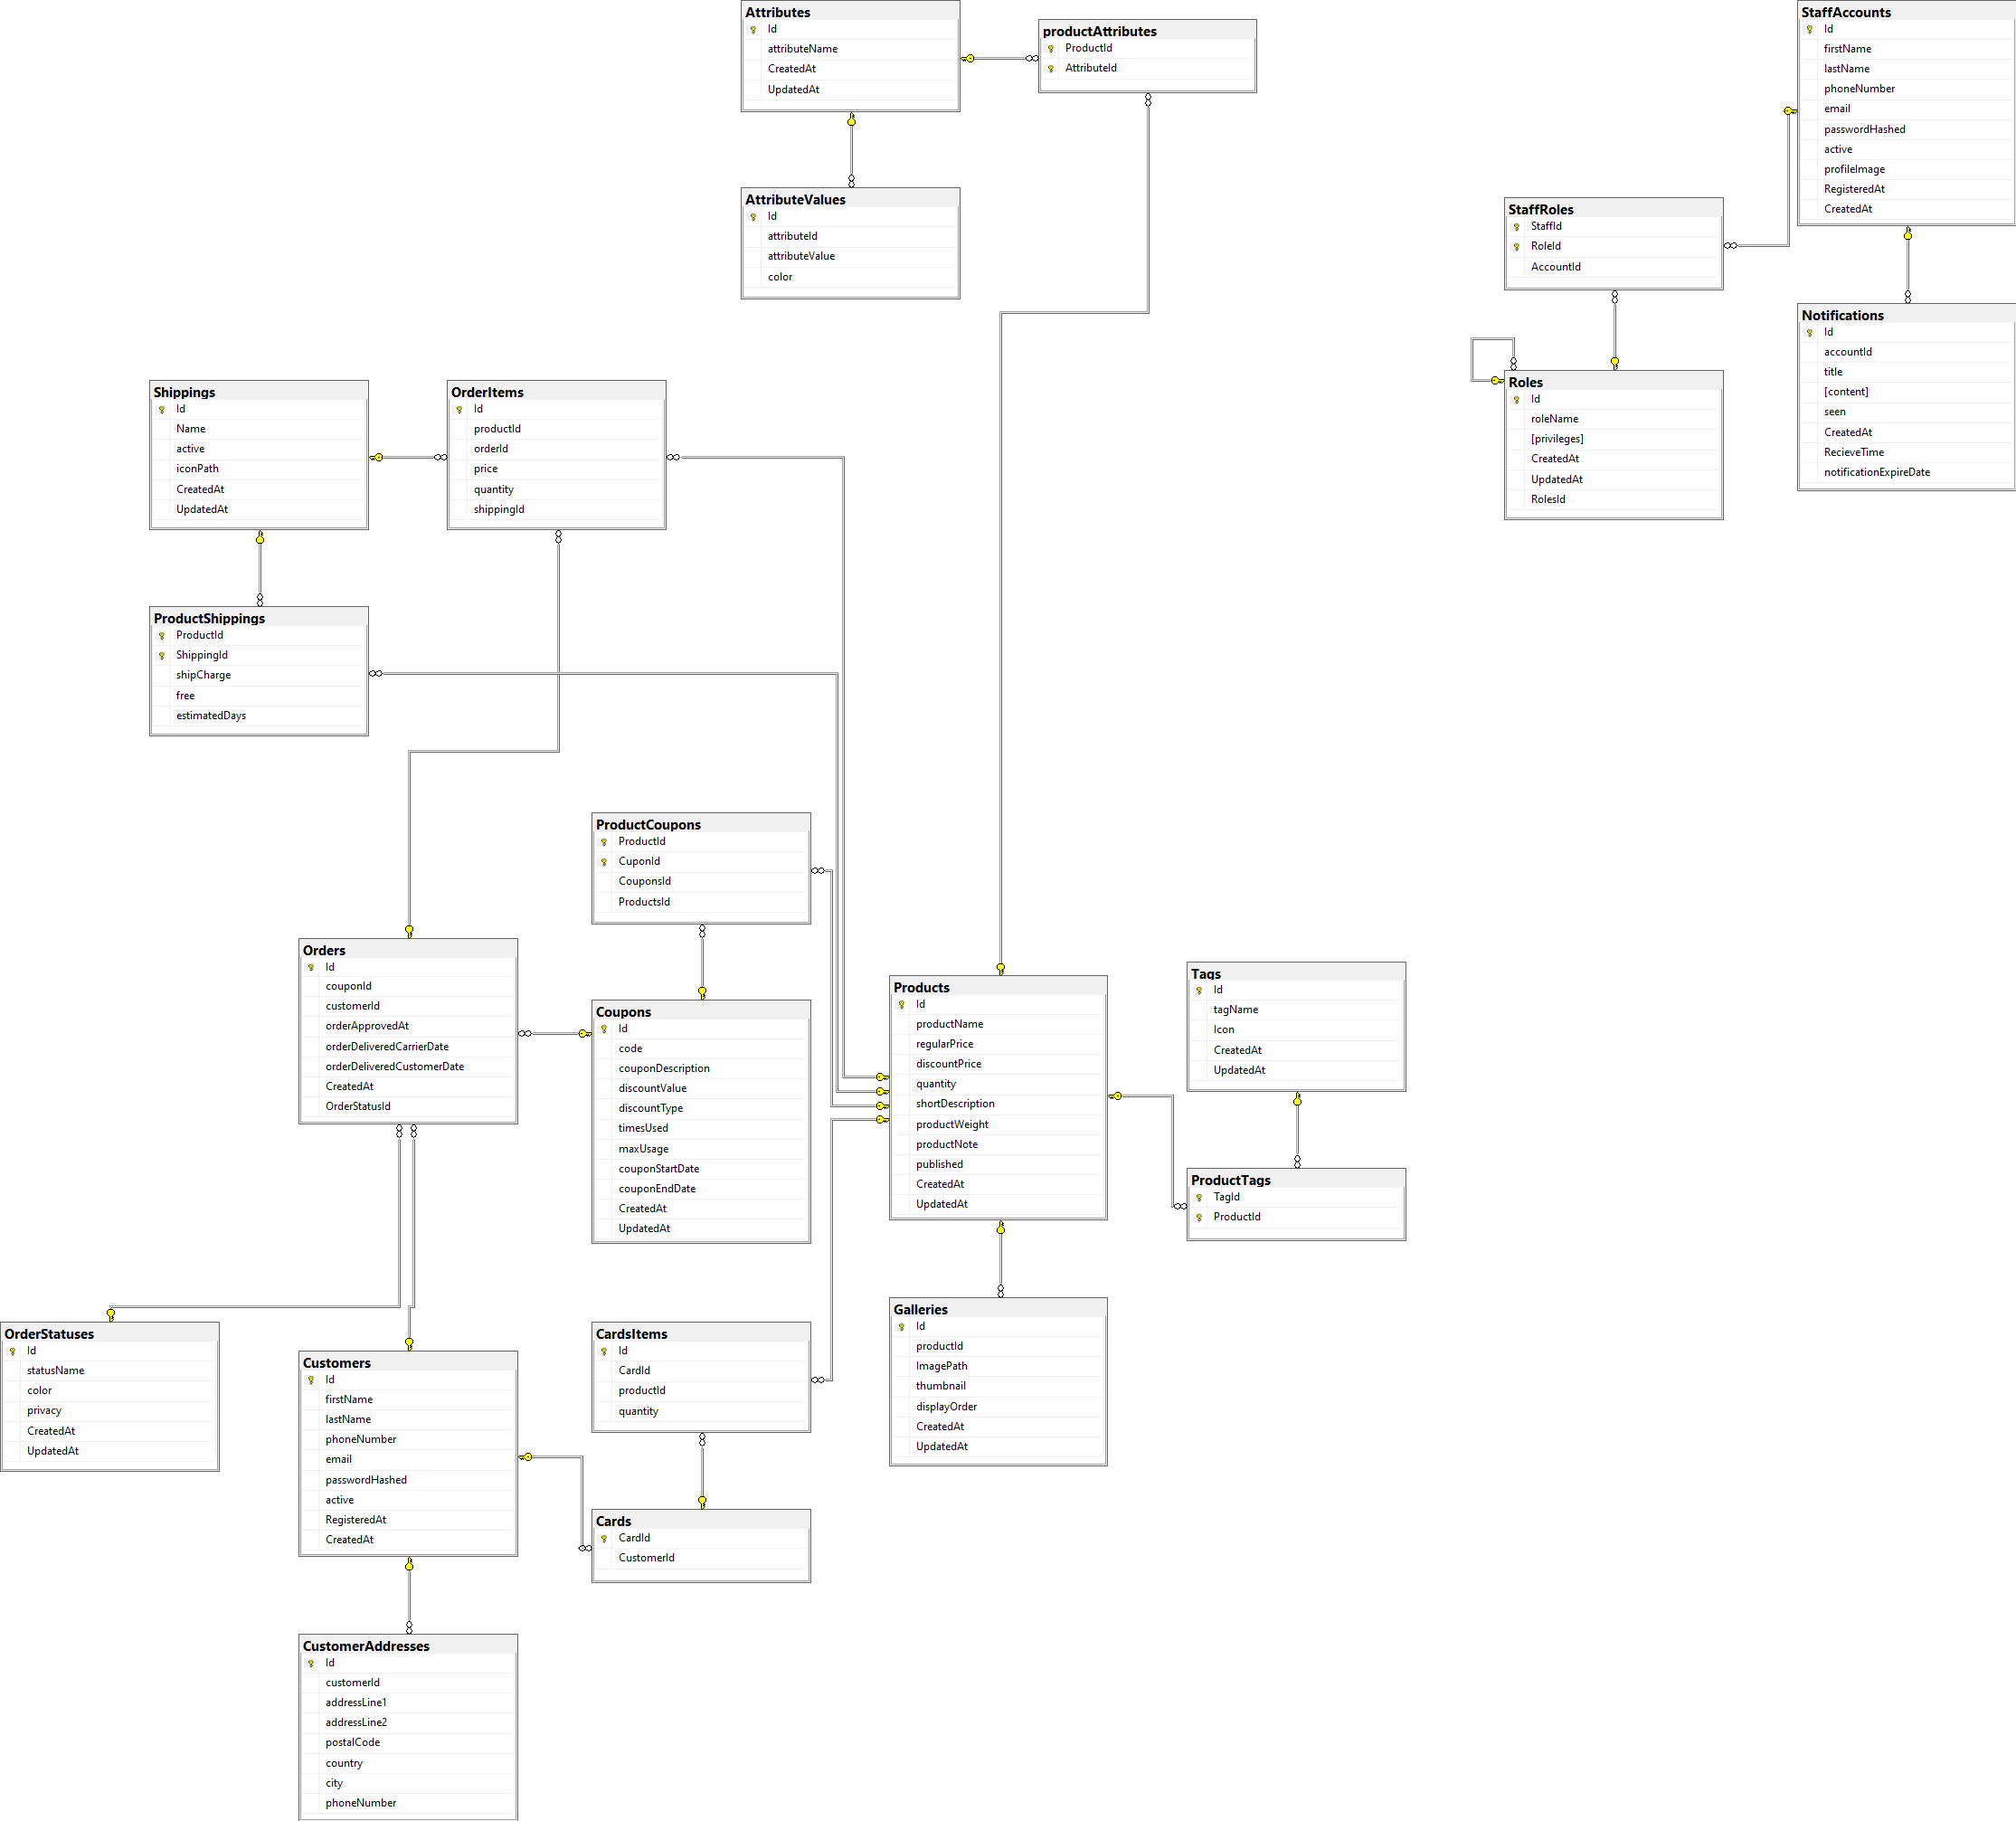 Attributes
Id
attributeName
CreatedAt
UpdatedAt
productAttributes
ProductId
AttributeId
StaffAccounts
Id
firstName
lastName
phoneNumber
email
passwordHashed
active
profileImage
RegisteredAt
CreatedAt
AttributeValues
Id
attributeId
attributeValue
color
StaffRoles
StaffId
RoleId
AccountId
Notifications
Id
accountId
title
[content]
seen
CreatedAt
RecieveTime
notificationExpireDate
Roles
Id
roleName
[privileges]
CreatedAt
UpdatedAt
RolesId
Shippings
Id
Name
active
iconPath
CreatedAt
UpdatedAt
OrderItems
Id
productId
orderId
price
quantity
shippingId
ProductShippings
ProductId
ShippingId
shipCharge
free
estimatedDays
ProductCoupons
ProductId
CuponId
CouponsId
ProductsId
Orders
Id
couponId
customerId
orderApprovedAt
orderDeliveredCarrierDate
orderDeliveredCustomerDate
CreatedAt
OrderStatusId
Coupons
Id
code
couponDescription
discountValue
discountType
timesUsed
maxUsage
couponStartDate
couponEndDate
CreatedAt
UpdatedAt
Products
Id
productName
regularPrice
discountPrice
quantity
shortDescription
productWeight
productNote
published
CreatedAt
UpdatedAt
Tags
Id
tagName
Icon
CreatedAt
UpdatedAt
ProductTags
TagId
ProductId
Galleries
Id
productId
ImagePath
thumbnail
displayOrder
CreatedAt
UpdatedAt
OrderStatuses
Id
statusName
color
privacy
CreatedAt
UpdatedAt
Customers
Id
firstName
lastName
phoneNumber
email
passwordHashed
active
RegisteredAt
CreatedAt
CardsItems
Id
CardId
productId
quantity
Cards
CardId
CustomerId
CustomerAddresses
Id
customerId
addressLine1
addressLine2
postalCode
country
city
phoneNumber